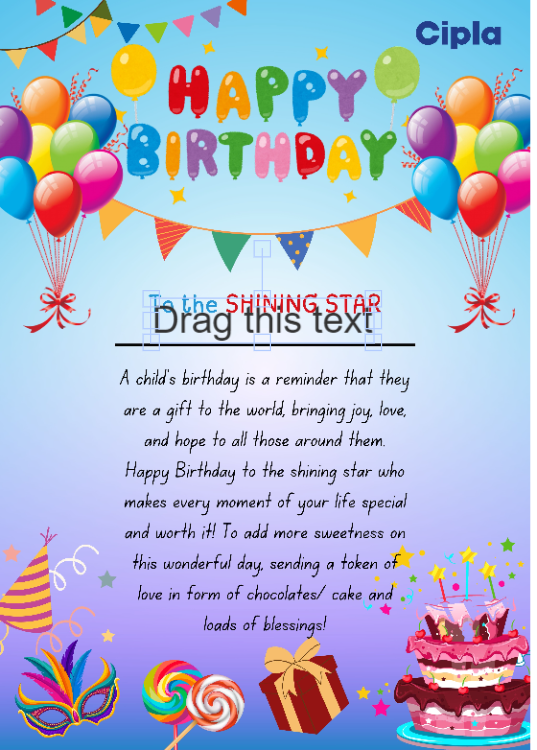 Cipla
HAPPY
BIRTHDAY
To the SHINING STAR
Drag this text
A child's birthday is a reminder that they
are a gift to the world, bringing joy, love,
and hope to all those around them.
Happy Birthday to the shining star who
makes every moment of your life special
and worth it! To add more sweetness on
this wonderful day, sending a token of
love in form of chocolates/ cake and
loads of blessings!